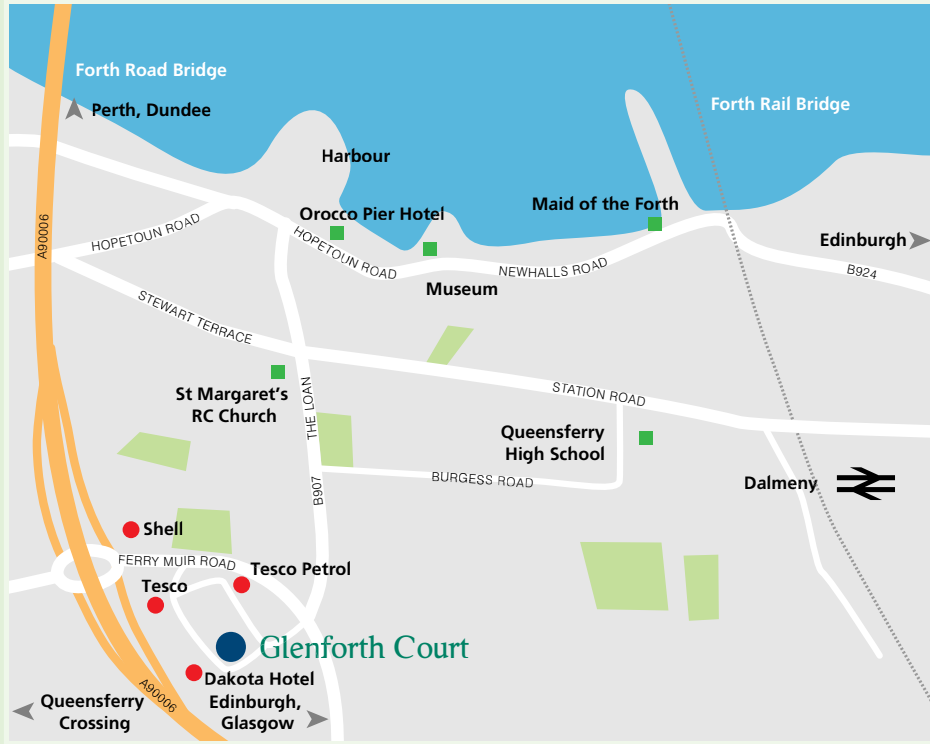 Forth Road Bridge
Perth, Dundee
Forth Rail Bridge
Harbour
Orocco Pier Hotel
Maid of the Forth
A90006
HOPETOUN ROAD
HOPETOUN ROAD
NEWHALLS ROAD
Edinburgh
B924
Museum
STEWART TERRACE
St Margaret's
RC Church
THE LOAN
STATION ROAD
Queensferry
High School
BURGESS ROAD
B907
Dalmeny
Shell
FERRY MUIR ROAD
Tesco Petrol
Tesco
Glenforth Court
Dakota Hotel
A90006
Queensferry
Crossing
Edinburgh,
Glasgow